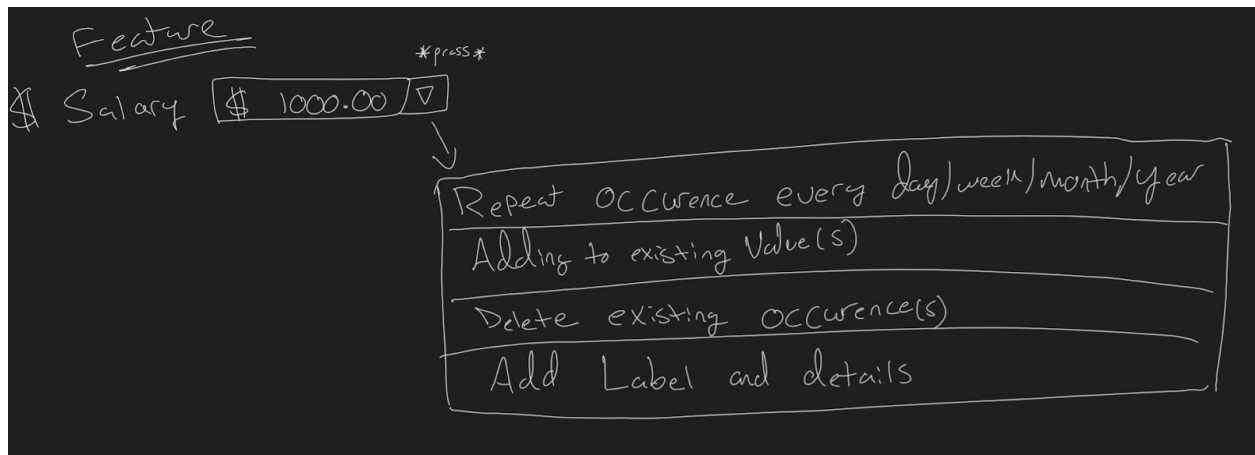 Feature
*press*
$ Salary $ 1000.00
Repeat occurence every day/week/month/year
Adding to existing Value(s)
Delete existing occurence(s)
Add Label and details